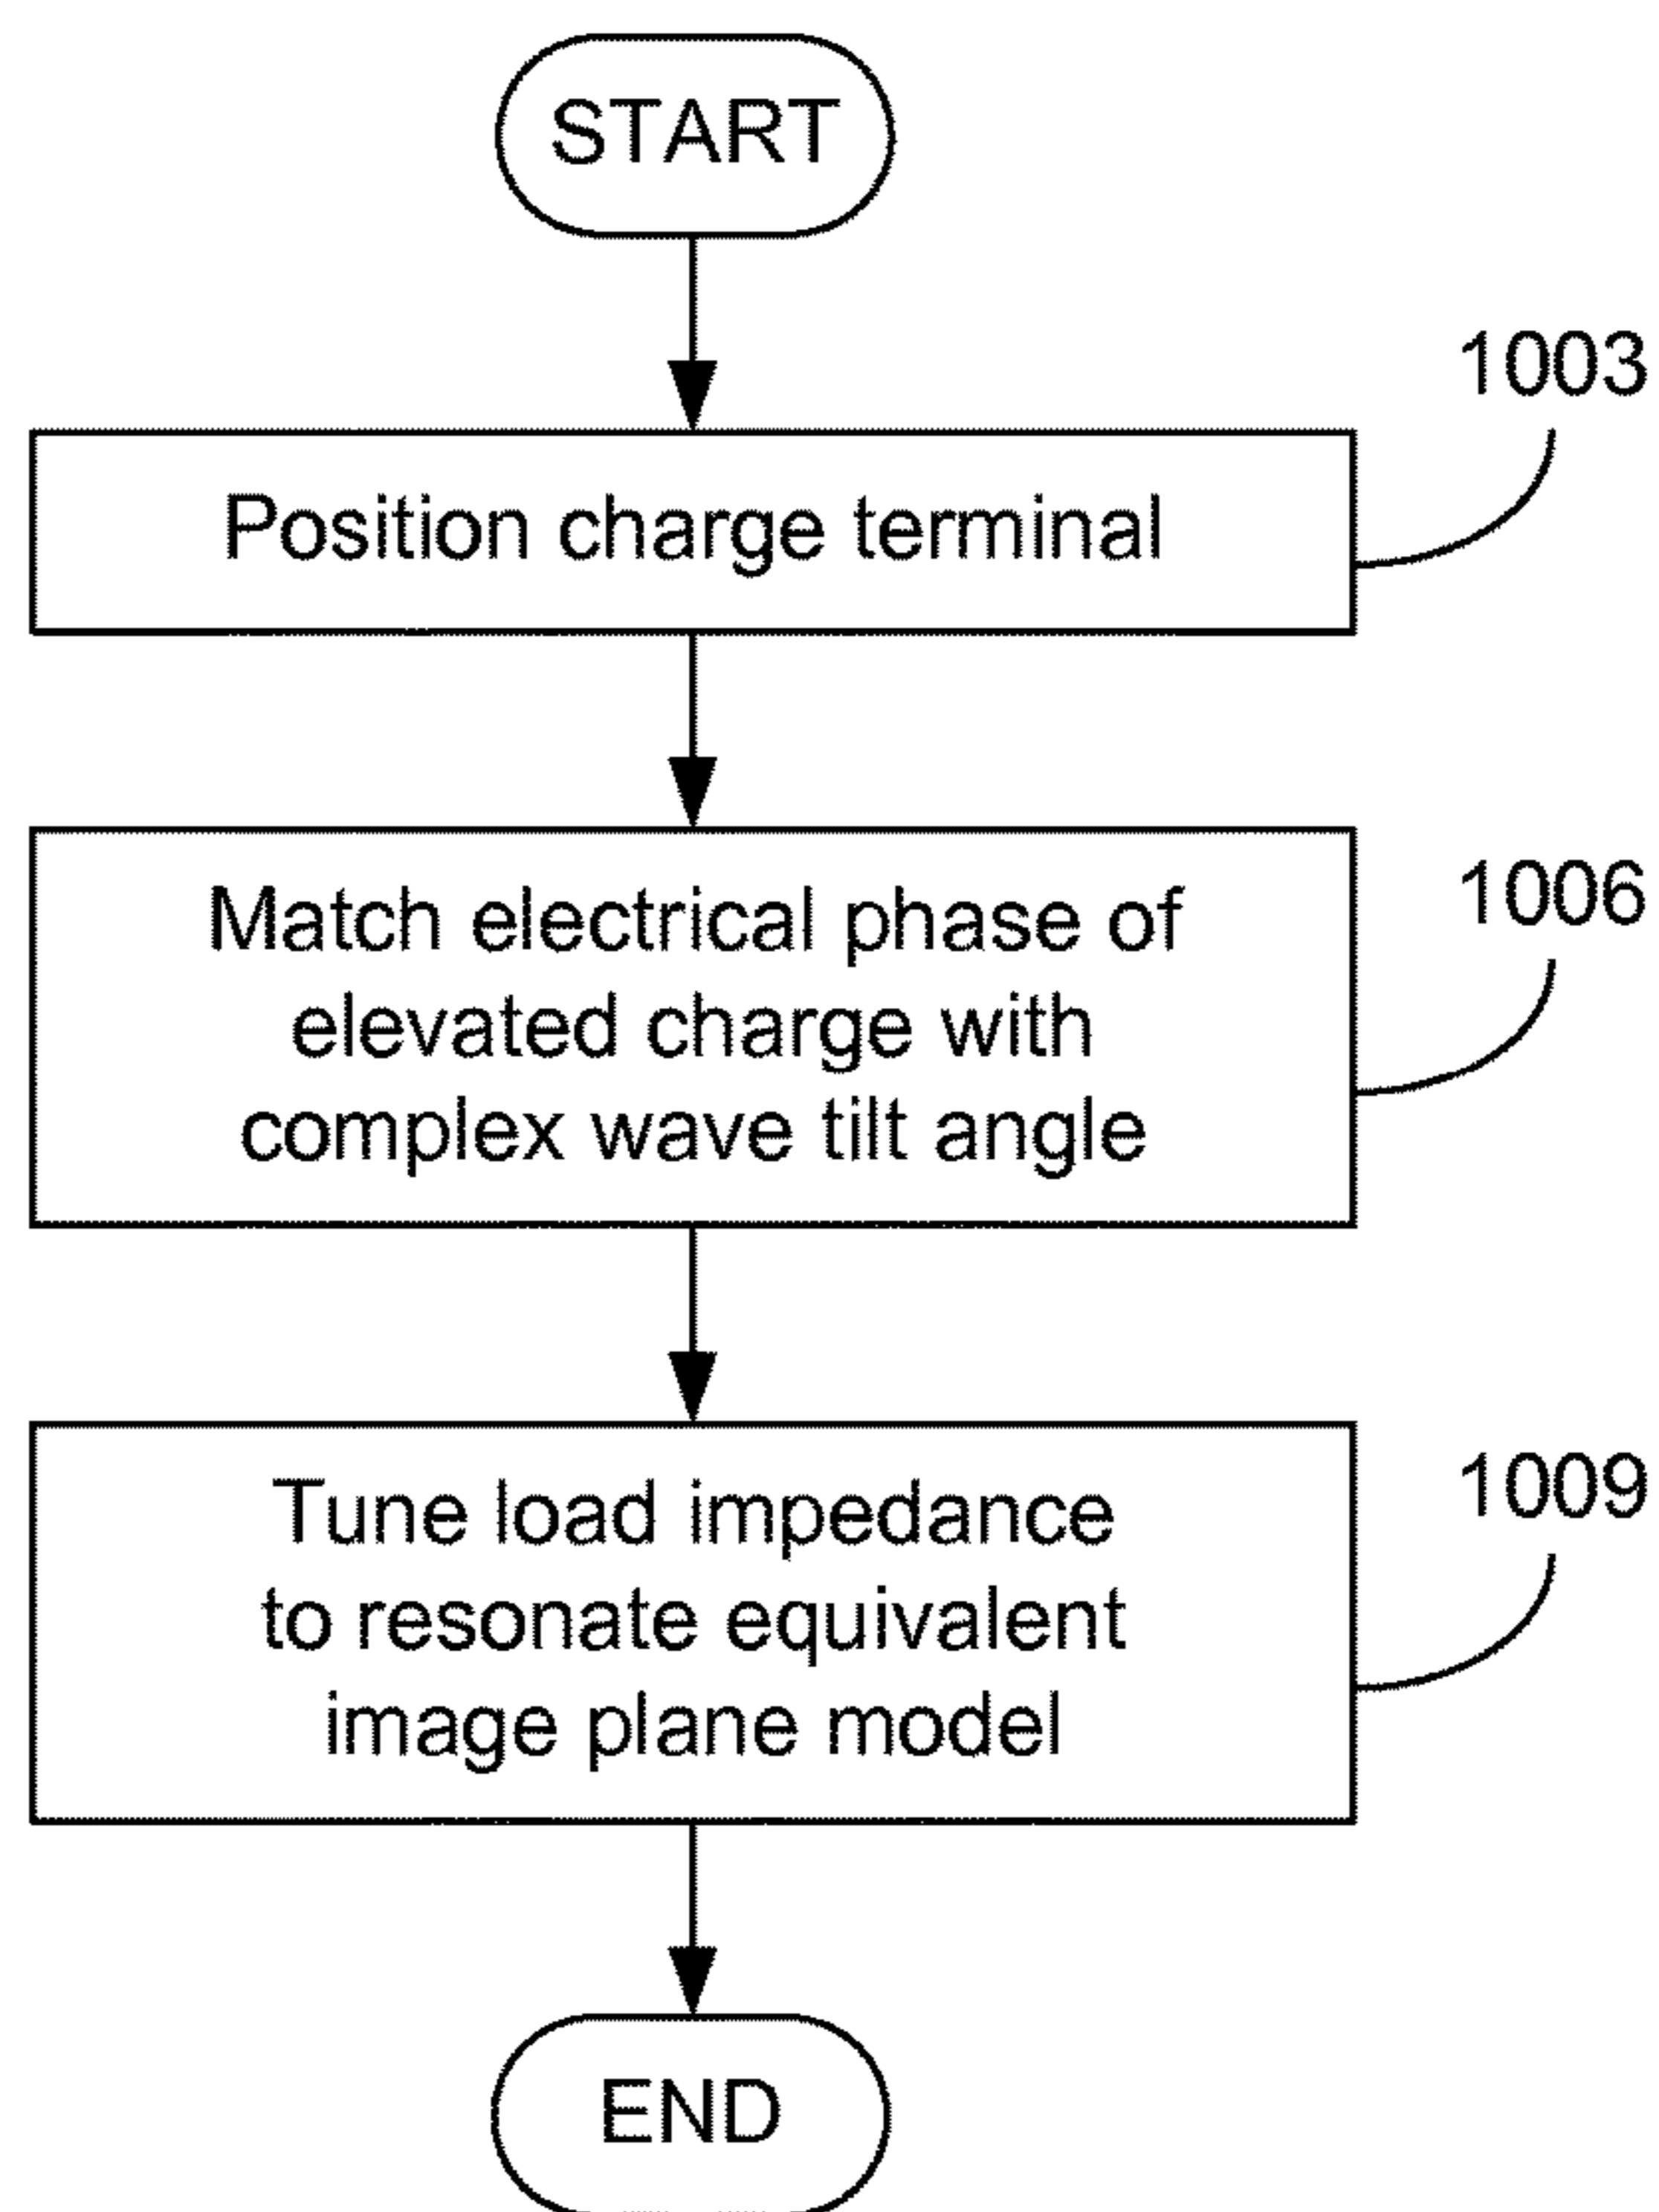 START
1003
Position charge terminal
1006
Match electrical phase of
elevated charge with
complex wave tilt angle
1009
Tune load impedance
to resonate equivalent
image plane model
END